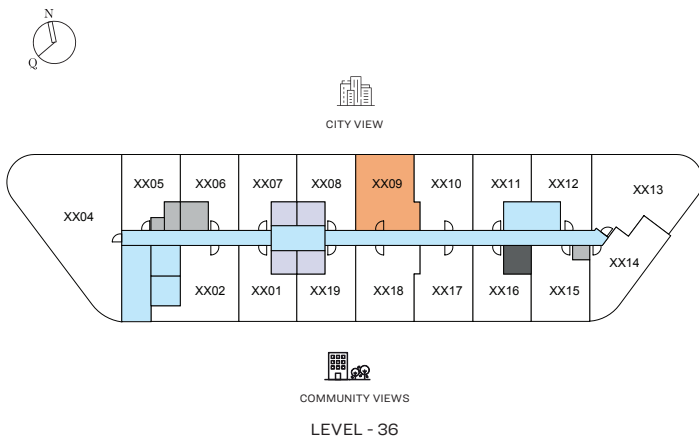 N
Q
CITY VIEW
XX05 XX06 XX07 XX08 XX09 XX10 XX11 XX12
XX13
XX04
XX14
XX02 XX01 XX19 XX18 XX17 XX16 XX15
COMMUNITY VIEWS
LEVEL - 36